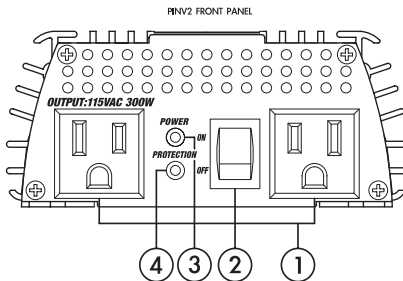 PINV2 FRONT PANEL
OUTPUT:115VAC 300W
POWER
ON
PROTECTION
OFF
4
3
2
1